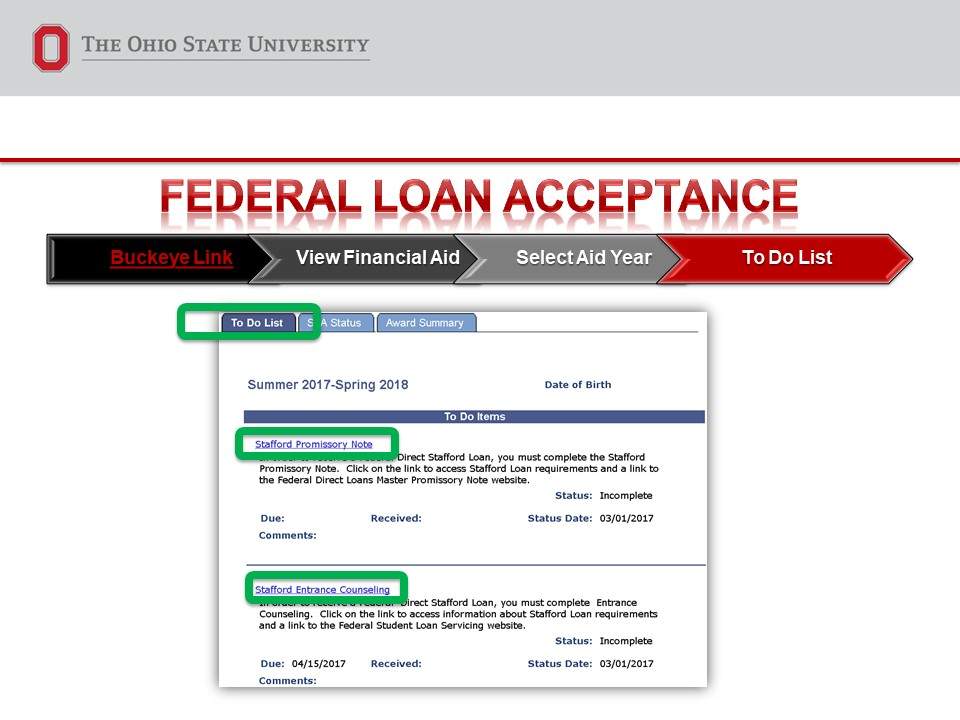 THE OHIO STATE UNIVERSITY
FEDERAL LOAN ACCEPTANCE
Buckeye Link View Financial Aid Select Aid Year To Do List
To Do List Status Award Summary
Summer 2017-Spring 2018 Date of Birth
To Do Items
Stafford Promissory Note
Direct Stafford Loan, you must complete the Stafford
Promissory Note. Click on the link to access Stafford Loan requirements and a link to
the Federal Direct Loans Master Promissory Note website.
Status: Incomplete
Due: Received: Status Date: 03/01/2017
Comments:
Stafford Entrance Counseling
In order to receive a Federal Direct Stafford Loan, you must complete Entrance
Counseling. Click on the link to access information about Stafford Loan requirements
and a link to the Federal Student Loan Servicing website.
Status: Incomplete
Due: 04/15/2017 Received: Status Date: 03/01/2017
Comments: